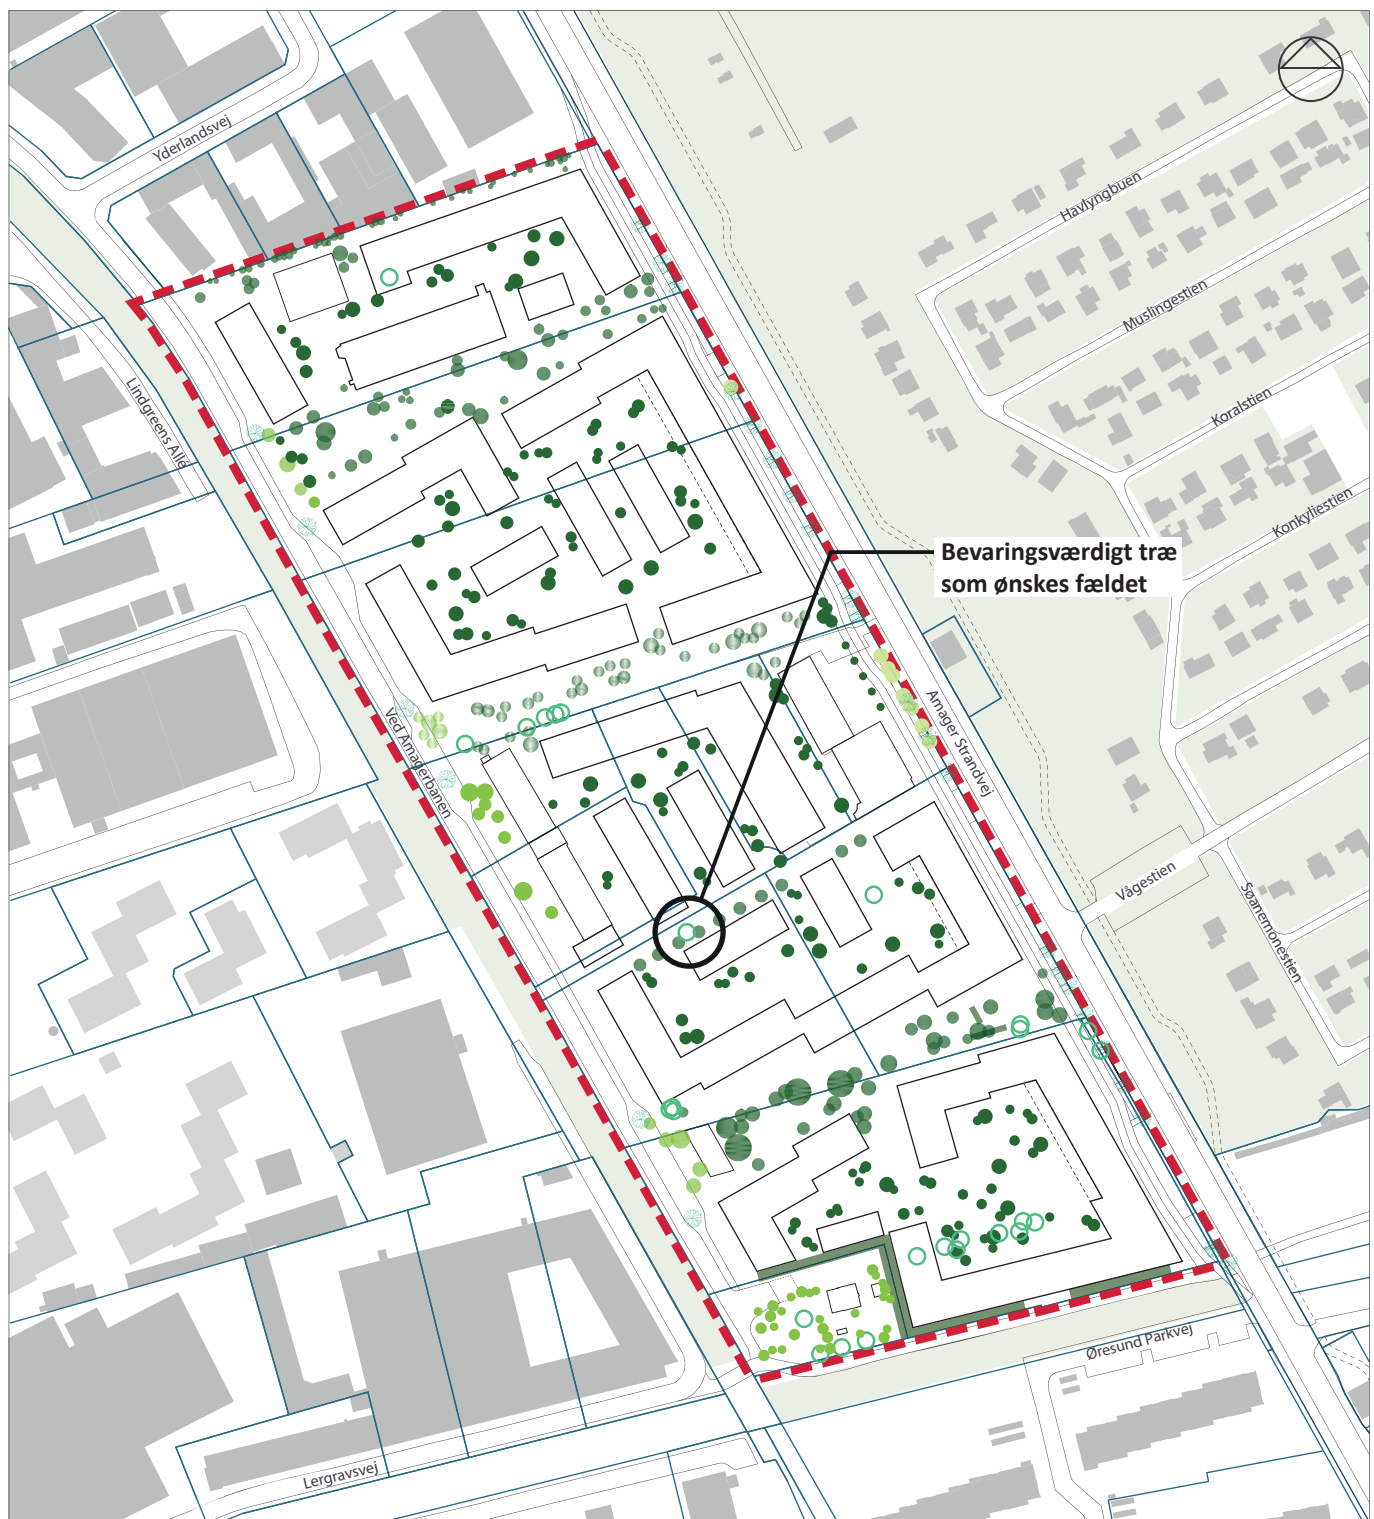 Yderlandsvej
Havlyngbuen
Muslingestien
Koralstien
Lindgreens Allé
Konkyliestien
Bevaringsværdigt træ
som ønskes fældet
Ved Amagerbanen
Amager Strandvej
Vågestien
Søanemonestien
Øresund Parkvej
Lergravsvej